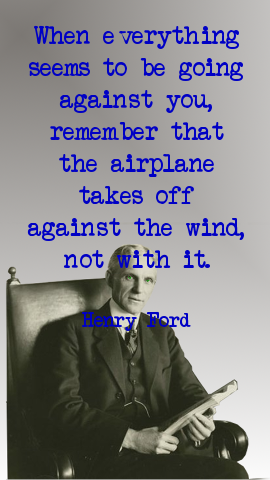 When everything
seems to be going
against you,
remember that
the airplane
takes off
against the wind,
not with it.
Henry Ford